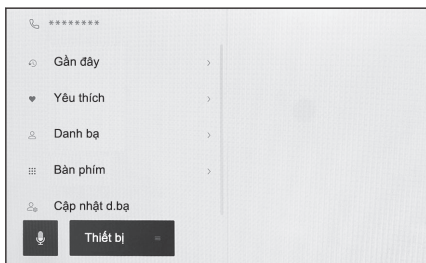 ********
Gần đây
Yêu thích
Danh bạ
Bàn phím
Cập nhật d.bạ
Thiết bị